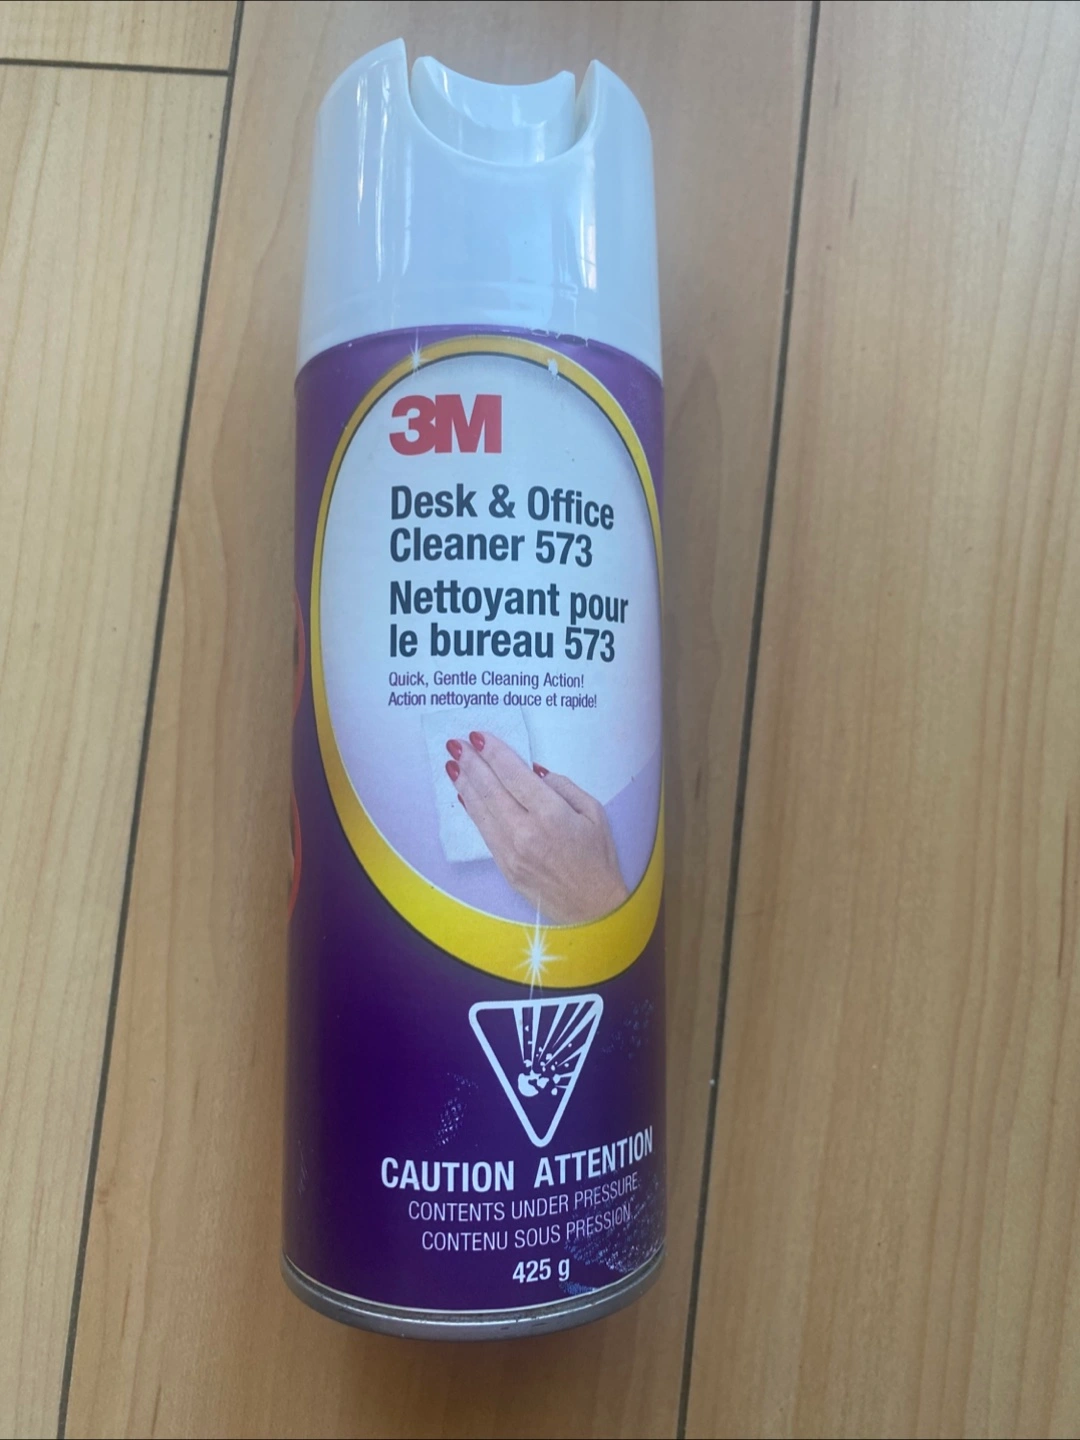 3M
Desk & Office
Cleaner 573
Nettoyant pour
le bureau 573
Quick, Gentle Cleaning Action!
Action nettoyante douce et rapide!
CAUTION ATTENTION
CONTENTS UNDER PRESSURE.
CONTENU SOUS PRESSION.
425 g